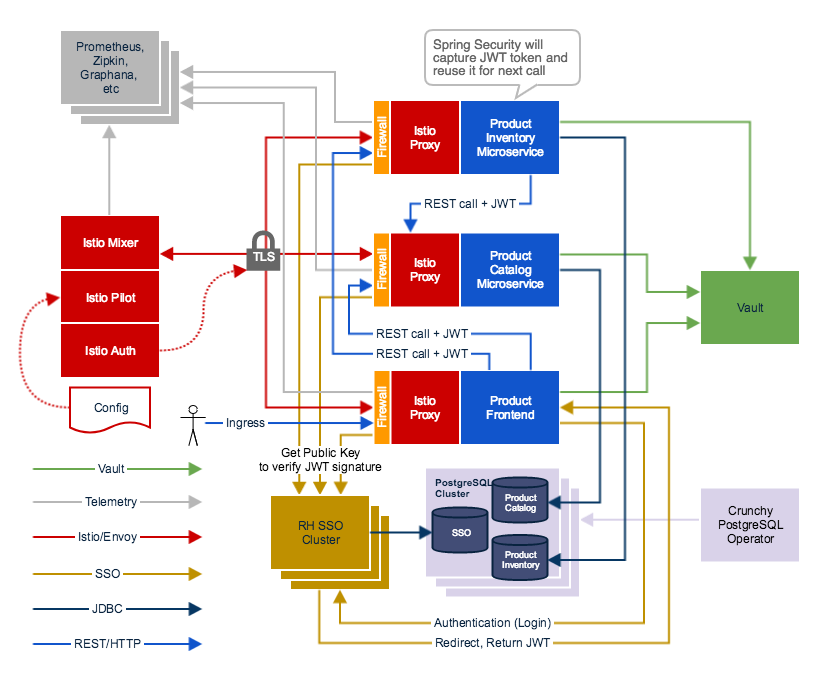 Prometheus,
Zipkin,
Graphana,
etc
Spring Security will
capture JWT token and
reuse it for next call
Firewall
Istio
Proxy
Product
Inventory
Microservice
REST call + JWT
Istio Mixer
Istio Pilot
Istio Auth
TLS
Firewall
Istio
Proxy
Product
Catalog
Microservice
Vault
REST call + JWT
REST call + JWT
Config
Ingress
Firewall
Istio
Proxy
Product
Frontend
Get Public Key
to verify JWT signature
Vault
Telemetry
Istio/Envoy
SSO
JDBC
REST/HTTP
RH SSO
Cluster
PostgreSQL
Cluster
Product
Catalog
SSO
Product
Inventory
Crunchy
PostgreSQL
Operator
Authentication (Login)
Redirect, Return JWT